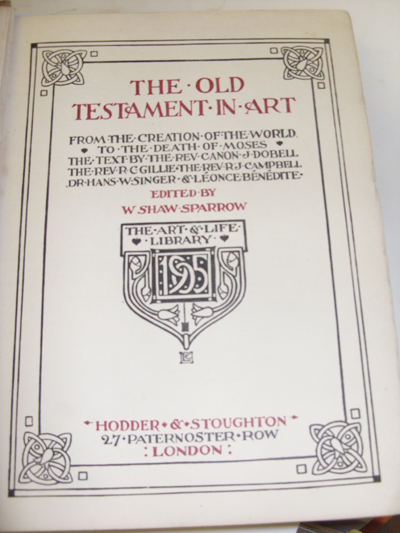 THE · OLD
TESTAMENT · IN · ART
FROM · THE · CREATION · OF · THE · WORLD
TO · THE · DEATH · OF · MOSES
THE · TEXT · BY · THE · REV · CANON · J · DOBELL
THE · REV · R · C · GILLIE · THE · REV · R · J · CAMPBELL
DR · HANS · W · SINGER · & LÉONCE · BÉNÉDITE ·
EDITED · BY
W · SHAW · SPARROW
THE · ART · & · LIFE
· LIBRARY ·
HODDER · & · STOUGHTON
27 · PATERNOSTER · ROW
: LONDON :